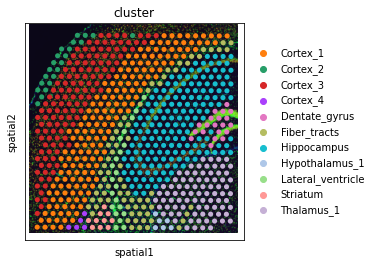 cluster
spatial2
spatial1
Cortex_1
Cortex_2
Cortex_3
Cortex_4
Dentate_gyrus
Fiber_tracts
Hippocampus
Hypothalamus_1
Lateral_ventricle
Striatum
Thalamus_1